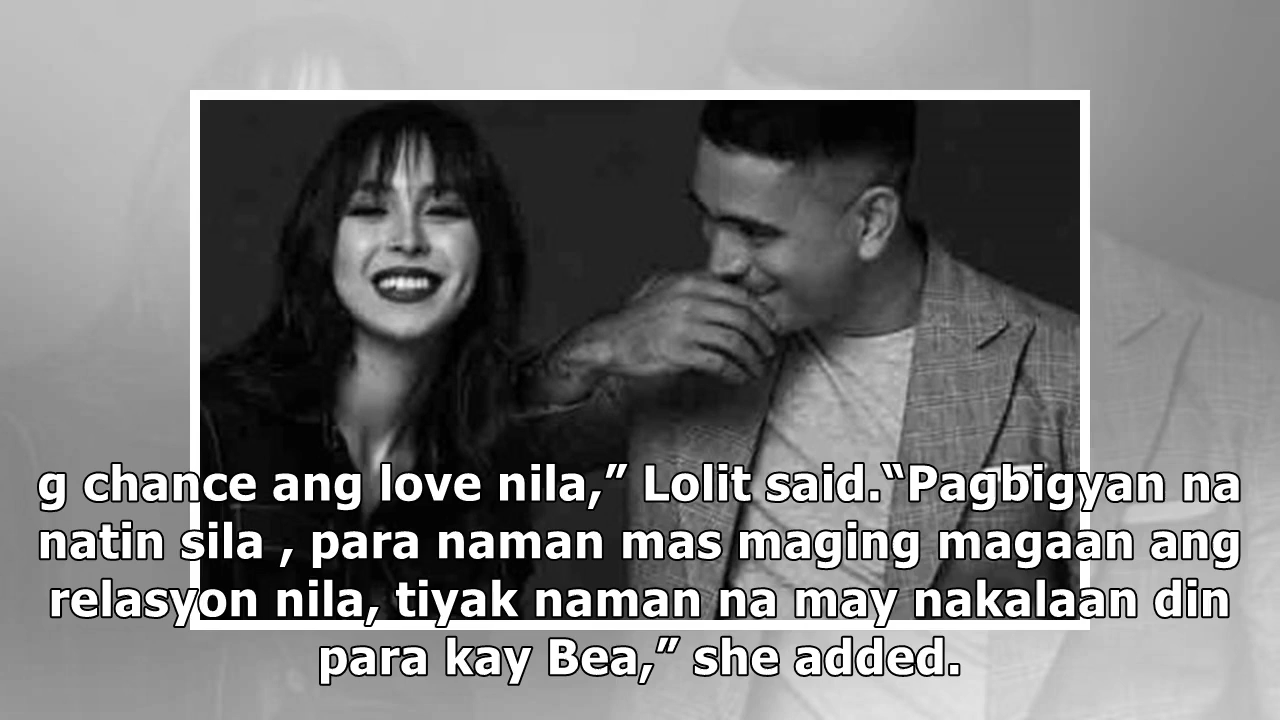 g chance ang love nila,” Lolit said.“Pagbigyan na
natin sila , para naman mas maging magaan ang
relasyon nila, tiyak naman na may nakalaan din
para kay Bea,” she added.